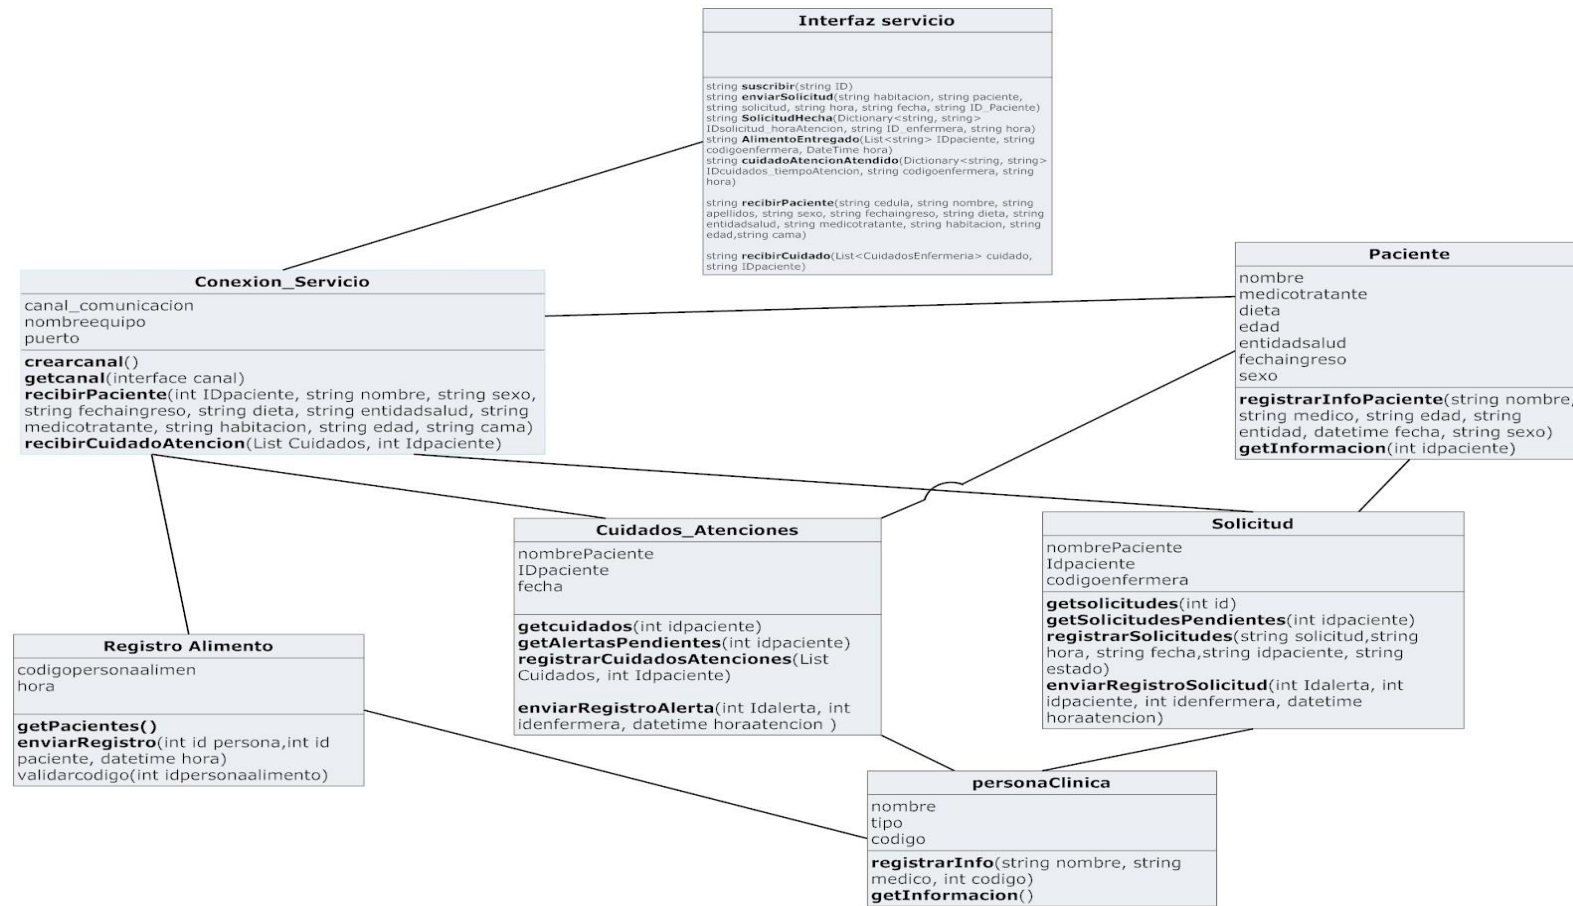 Interfaz servicio
string suscribir(string ID)
string enviarSolicitud(string habitacion, string paciente,
string solicitud, string hora, string fecha, string ID_Paciente)
string SolicitudHecha(Dictionary<string, string>
IDsolicitud_horaAtencion, string ID_enfermera, string hora)
string AlimentoEntregado(List<string> IDpaciente, string
codigoenfermera, DateTime hora)
string cuidadoAtencionAtendido(Dictionary<string, string>
IDcuidados_tiempoAtencion, string codigoenfermera, string
hora)
string recibirPaciente(string cedula, string nombre, string
apellidos, string sexo, string fechaingreso, string dieta, string
entidadsalud, string medicotratante, string habitacion, string
edad,string cama)
string recibirCuidado(List<CuidadosEnfermeria> cuidado,
string IDpaciente)
Conexion_Servicio
canal_comunicacion
nombreequipo
puerto
crearcanal()
getcanal(interface canal)
recibirPaciente(int IDpaciente, string nombre, string sexo,
string fechaingreso, string dieta, string entidadsalud, string
medicotratante, string habitacion, string edad, string cama)
recibirCuidadoAtencion(List Cuidados, int Idpaciente)
Paciente
nombre
medicotratante
dieta
edad
entidadsalud
fechaingreso
sexo
registrarInfoPaciente(string nombre,
string medico, string edad, string
entidad, datetime fecha, string sexo)
getInformacion(int idpaciente)
Cuidados_Atenciones
nombrePaciente
IDpaciente
fecha
getcuidados(int idpaciente)
getAlertasPendientes(int idpaciente)
registrarCuidadosAtenciones(List
Cuidados, int Idpaciente)
enviarRegistroAlerta(int Idalerta, int
idenfermera, datetime horaatencion )
Solicitud
nombrePaciente
Idpaciente
codigoenfermera
getsolicitudes(int id)
getSolicitudesPendientes(int idpaciente)
registrarSolicitudes(string solicitud,string
hora, string fecha,string idpaciente, string
estado)
enviarRegistroSolicitud(int Idalerta, int
idpaciente, int idenfermera, datetime
horaatencion)
Registro Alimento
codigopersonaalimen
hora
getPacientes()
enviarRegistro(int id persona,int id
paciente, datetime hora)
validarcodigo(int idpersonaalimento)
personaClinica
nombre
tipo
codigo
registrarInfo(string nombre, string
medico, int codigo)
getInformacion()